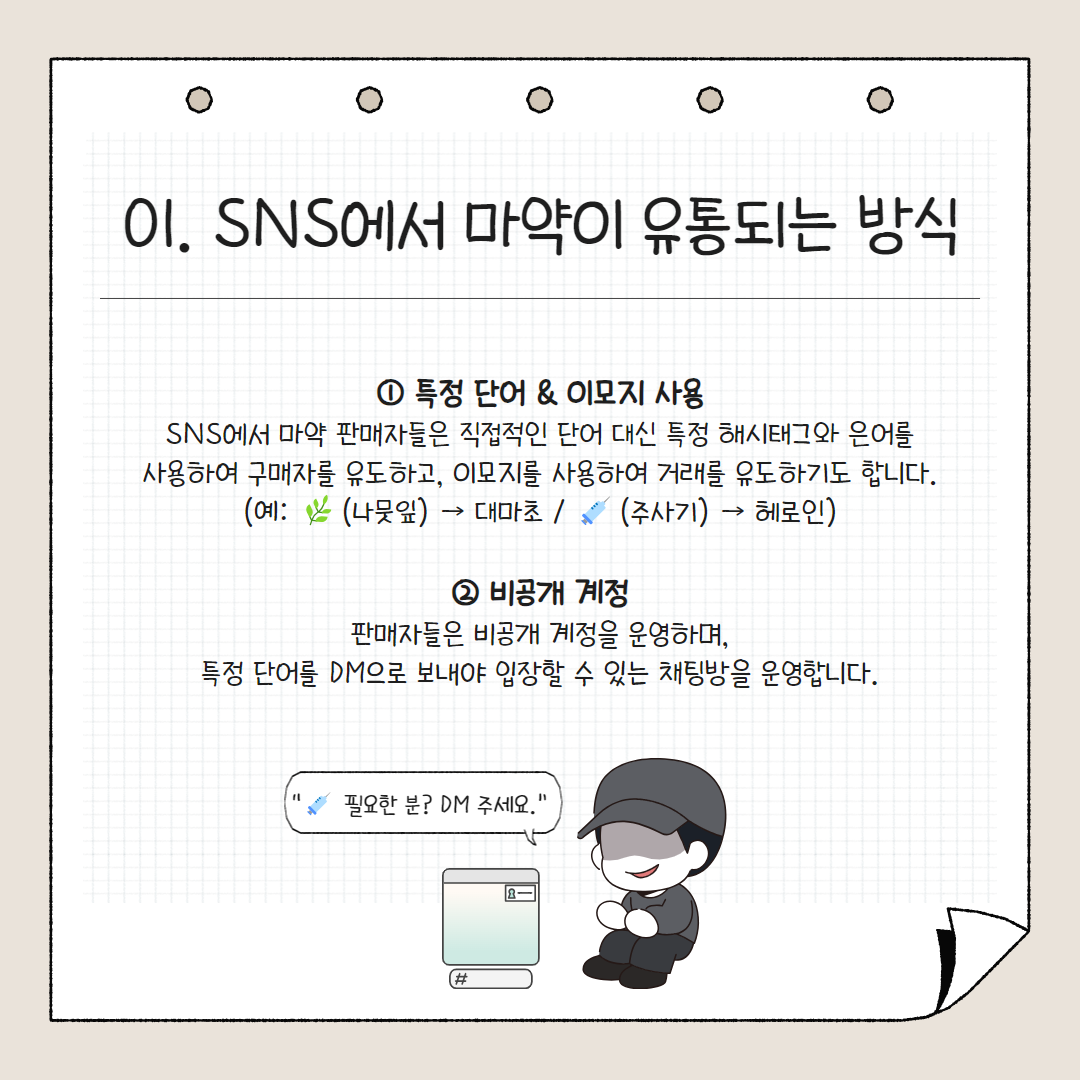 01. SNS에서 마약이 유통되는 방식
① 특정 단어 & 이모지 사용
SNS에서 마약 판매자들은 직접적인 단어 대신 특정 해시태그와 은어를
사용하여 구매자를 유도하고, 이모지를 사용하여 거래를 유도하기도 합니다.
(예: 🌿 (나뭇잎) → 대마초 / 💉 (주사기) → 헤로인)
② 비공개 계정
판매자들은 비공개 계정을 운영하며,
특정 단어를 DM으로 보내야 입장할 수 있는 채팅방을 운영합니다.
"💉 필요한 분? DM 주세요."
#